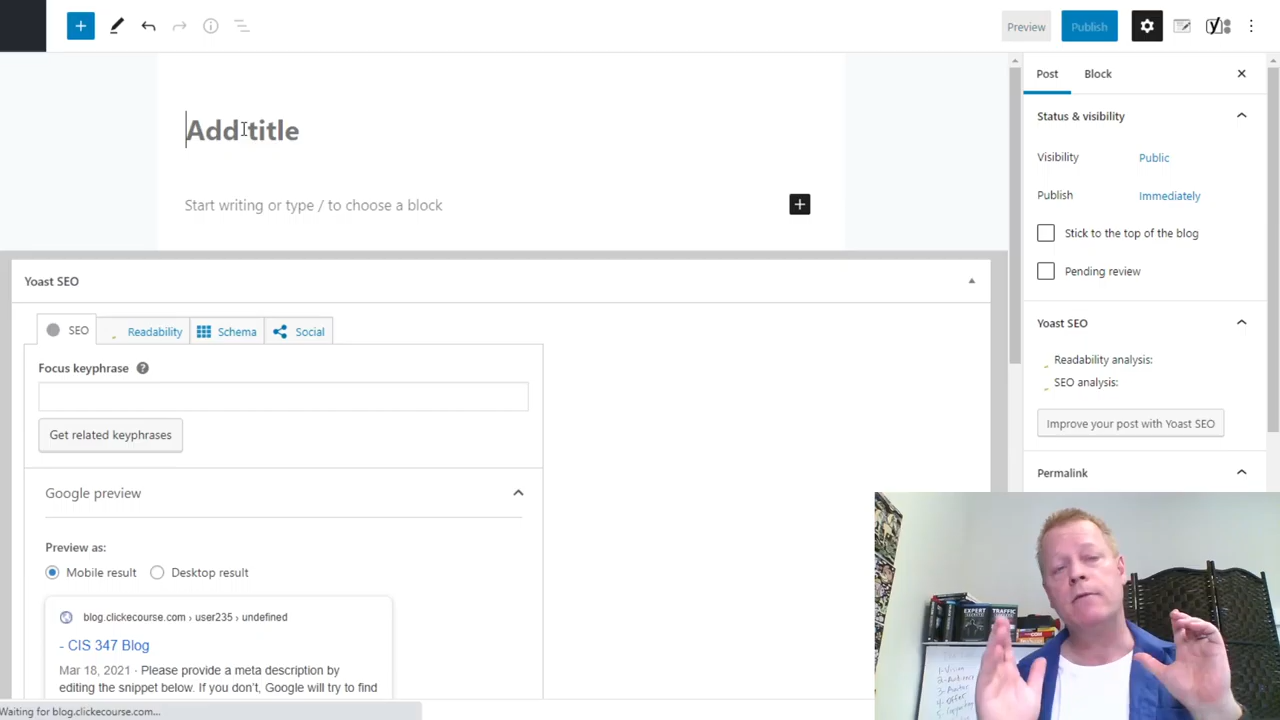 Preview Publish
Add title
Start writing or type / to choose a block
Post Block
Status & visibility
Visibility Public
Publish Immediately
Stick to the top of the blog
Pending review
Yoast SEO
Readability analysis:
SEO analysis:
Improve your post with Yoast SEO
Permalink
Yoast SEO
SEO Readability Schema Social
Focus keyphrase
Get related keyphrases
Google preview
Preview as:
Mobile result Desktop result
blog.clickecourse.com › user235 › undefined
- CIS 347 Blog
Mar 18, 2021 · Please provide a meta description by
editing the snippet below. If you don't, Google will try to find
Waiting for blog.clickecourse.com...
EXPERT
TRAFFIC
1-Vision